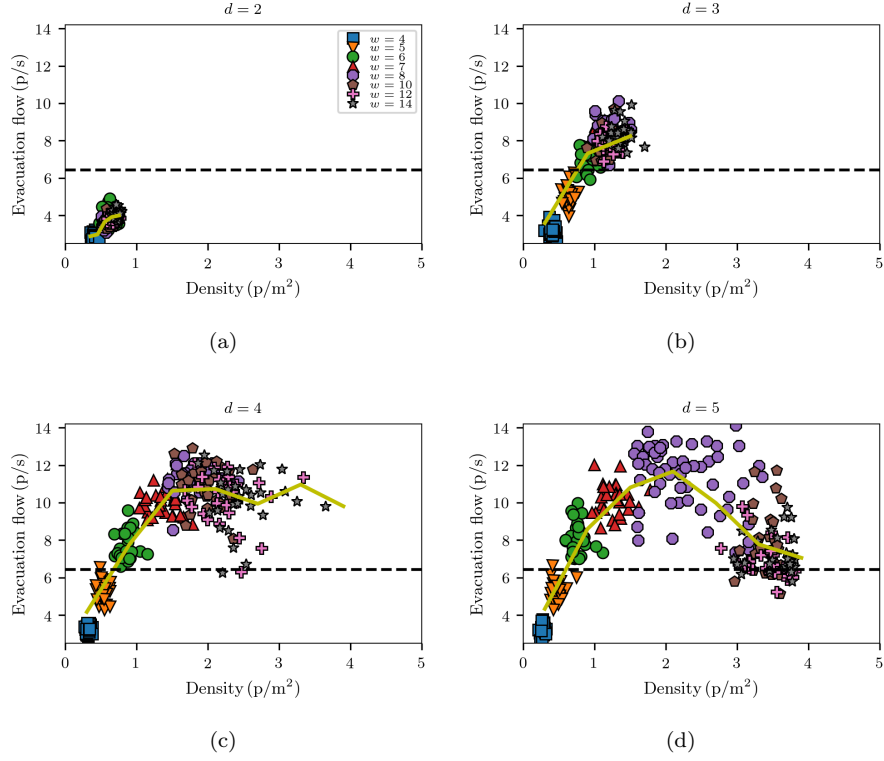 d = 2
14
12
10
8
6
4
Evacuation flow (p/s)
w = 4
w = 5
w = 6
w = 7
w = 8
w = 10
w = 12
w = 14
0 1 2 3 4 5
Density (p/m²)
(a)
d = 3
14
12
10
8
6
4
Evacuation flow (p/s)
0 1 2 3 4 5
Density (p/m²)
(b)
d = 4
14
12
10
8
6
4
Evacuation flow (p/s)
0 1 2 3 4 5
Density (p/m²)
(c)
d = 5
14
12
10
8
6
4
Evacuation flow (p/s)
0 1 2 3 4 5
Density (p/m²)
(d)